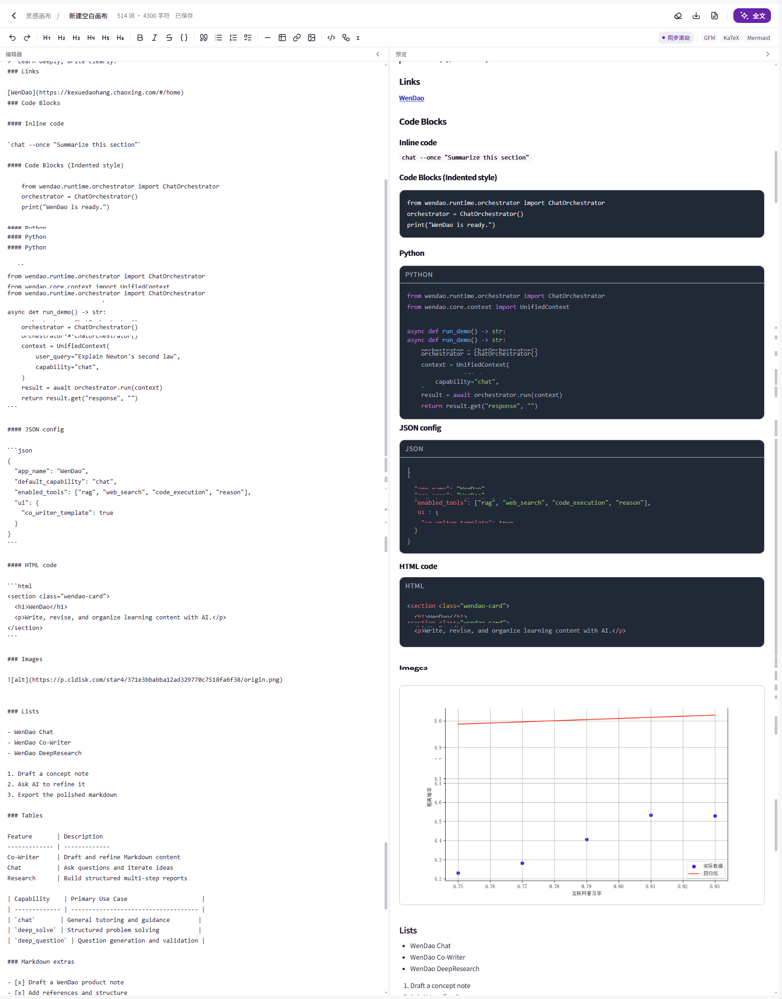 灵感画布 / 新建空白画布 514 词 • 4300 字符 已保存
全文
H1 H2 H3 H4 H5 H6 B I S {} Σ
同步滚动 GFM KaTeX Mermaid
编辑器
> Learn deeply, write clearly.
### Links
[WenDao](https://kexuedaohang.chaoxing.com/#/home)
### Code Blocks
#### Inline code
`chat --once "Summarize this section"`
#### Code Blocks (Indented style)
from wendao.runtime.orchestrator import ChatOrchestrator
orchestrator = ChatOrchestrator()
print("WenDao is ready.")
#### Python
#### Python
#### Python
from wendao.runtime.orchestrator import ChatOrchestrator
from wendao.core.context import UnifiedContext
from wendao.runtime.orchestrator import ChatOrchestrator
async def run_demo() -> str:
orchestrator = ChatOrchestrator()
orchestrator = ChatOrchestrator()
context = UnifiedContext(
user_query="Explain Newton's second law",
capability="chat",
)
result = await orchestrator.run(context)
return result.get("response", "")
```
#### JSON config
```json
{
"app_name": "WenDao",
"default_capability": "chat",
"enabled_tools": ["rag", "web_search", "code_execution", "reason"],
"ui": {
"co_writer_template": true
}
}
```
#### HTML code
```html
<section class="wendao-card">
<h1>WenDao</h1>
<p>Write, revise, and organize learning content with AI.</p>
</section>
```
### Images
![alt](https://p.cldisk.com/star4/371e3bbabba12ad329770c7518fa6f38/origin.png)
### Lists
- WenDao Chat
- WenDao Co-Writer
- WenDao DeepResearch
1. Draft a concept note
2. Ask AI to refine it
3. Export the polished markdown
### Tables
Feature | Description
------------- | -------------
Co-Writer | Draft and refine Markdown content
Chat | Ask questions and iterate ideas
Research | Build structured multi-step reports
| Capability | Primary Use Case |
| ------------- | ------------------------------------ |
| `chat` | General tutoring and guidance |
| `deep_solve` | Structured problem solving |
| `deep_question` | Question generation and validation |
### Markdown extras
- [x] Draft a WenDao product note
- [x] Add references and structure
预览
Links
WenDao
Code Blocks
Inline code
chat --once "Summarize this section"
Code Blocks (Indented style)
from wendao.runtime.orchestrator import ChatOrchestrator
orchestrator = ChatOrchestrator()
print("WenDao is ready.")
Python
PYTHON
from wendao.runtime.orchestrator import ChatOrchestrator
from wendao.core.context import UnifiedContext
async def run_demo() -> str:
async def run_demo() -> str:
orchestrator = ChatOrchestrator()
orchestrator = ChatOrchestrator()
context = UnifiedContext(
capability="chat",
result = await orchestrator.run(context)
return result.get("response", "")
JSON config
JSON
{
{
"app_name": "WenDao"
"app_name": "WenDao"
"enabled_tools": ["rag", "web_search", "code_execution", "reason"],
ui : {
"co_writer_template": true
}
}
HTML code
HTML
<section class="wendao-card">
<h1>WenDao</h1>
<section class="wendao-card">
<p>Write, revise, and organize learning content with AI.</p>
Images
5.0
4.9
4.7
4.7
4.6
4.5
4.4
4.3
4.2
粗离婚率
0.75 0.76 0.77 0.78 0.79 0.80 0.81 0.82 0.83
互联网普及率
实际数据
回归线
Lists
• WenDao Chat
• WenDao Co-Writer
• WenDao DeepResearch
1. Draft a concept note